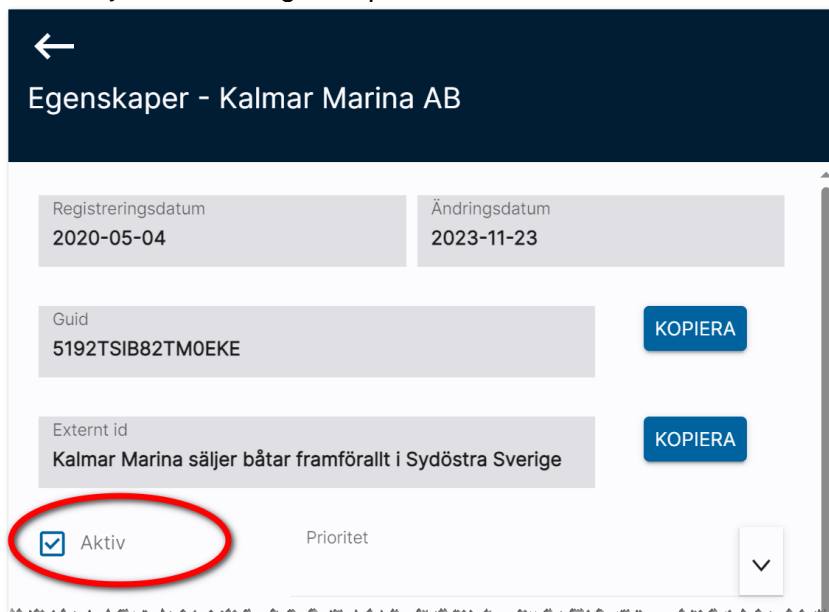 Egenskaper - Kalmar Marina AB
Registreringsdatum
2020-05-04
Ändringsdatum
2023-11-23
Guid
5192TSIB82TM0EKE
KOPIERA
Externt id
Kalmar Marina säljer båtar framförallt i Sydöstra Sverige
KOPIERA
Aktiv
Prioritet